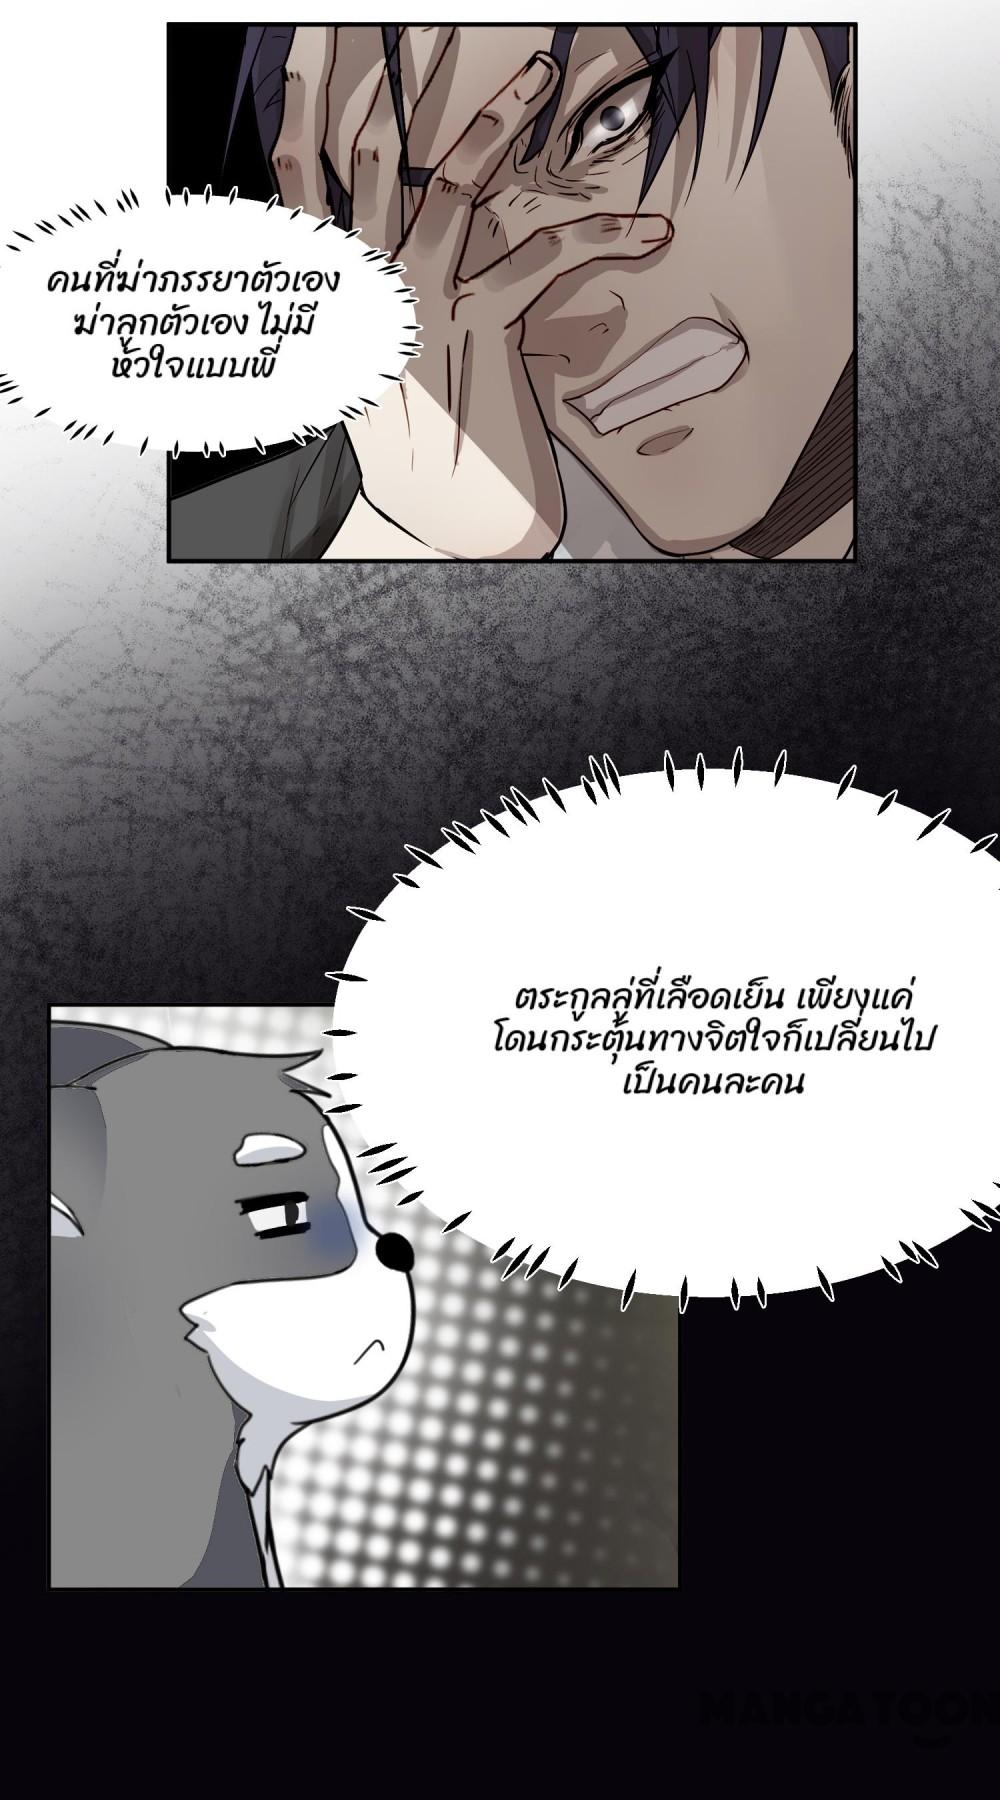 คนที่ฆ่าภรรยาตัวเอง
ฆ่าลูกตัวเอง ไม่มี
หัวใจแบบพี่
ตระกูลลู่ที่เลือดเย็น เพียงแค่
โดนกระตุ้นทางจิตใจก็เปลี่ยนไป
เป็นคนละคน
MANGATOON